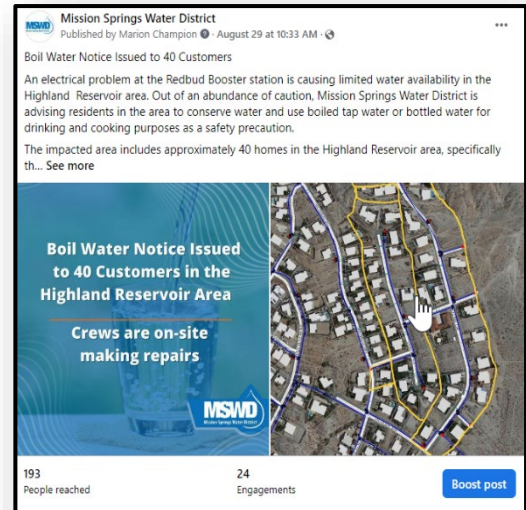 Mission Springs Water District
Published by Marion Champion · August 29 at 10:33 AM ·
Boil Water Notice Issued to 40 Customers
An electrical problem at the Redbud Booster station is causing limited water availability in the
Highland Reservoir area. Out of an abundance of caution, Mission Springs Water District is
advising residents in the area to conserve water and use boiled tap water or bottled water for
drinking and cooking purposes as a safety precaution.
The impacted area includes approximately 40 homes in the Highland Reservoir area, specifically
th... See more
Boil Water Notice Issued
to 40 Customers in the
Highland Reservoir Area
Crews are on-site
making repairs
MSWD
Mission Springs Water District
193
People reached
24
Engagements
Boost post